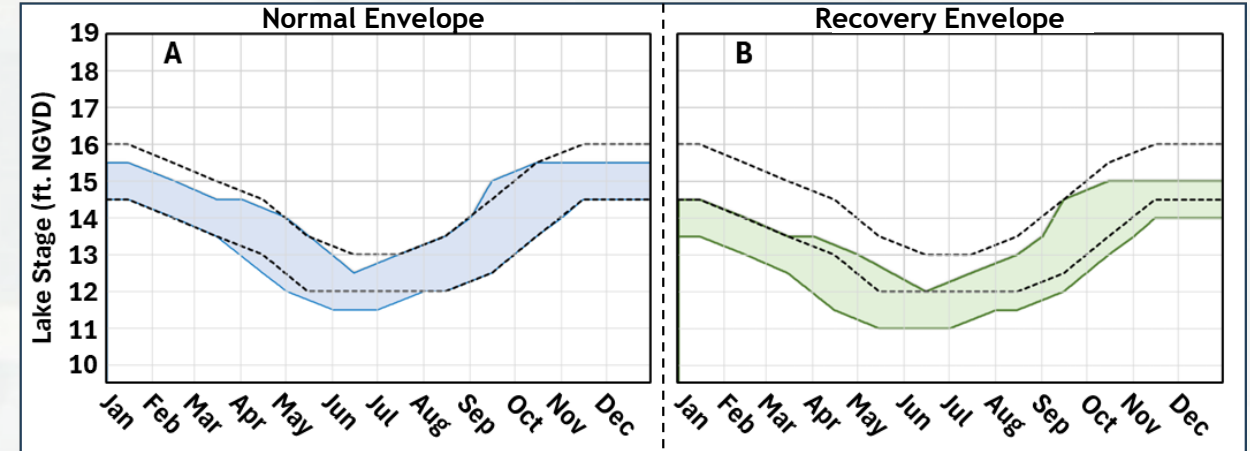 Normal Envelope
Recovery Envelope
A
B
Lake Stage (ft. NGVD)
19
18
17
16
15
14
13
12
11
10
Jan Feb Mar Apr May Jun Jul Aug Sep Oct Nov Dec
Jan Feb Mar Apr May Jun Jul Aug Sep Oct Nov Dec